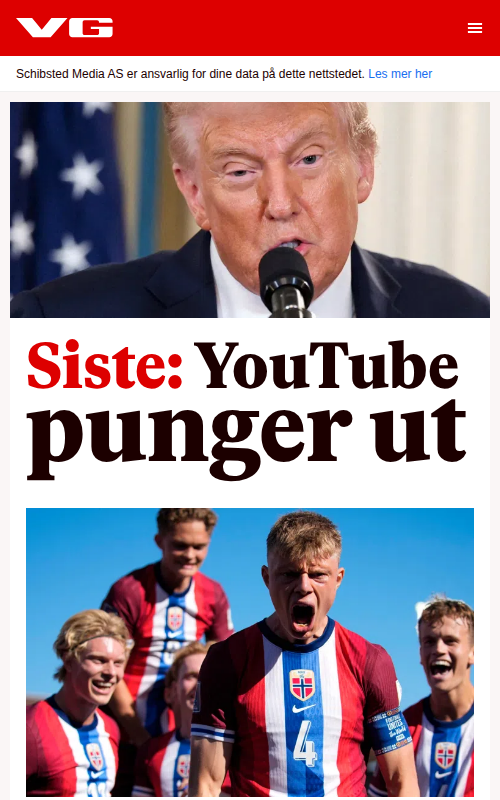 VG
Schibsted Media AS er ansvarlig for dine data på dette nettstedet. Les mer her
Siste: YouTube
punger ut
4